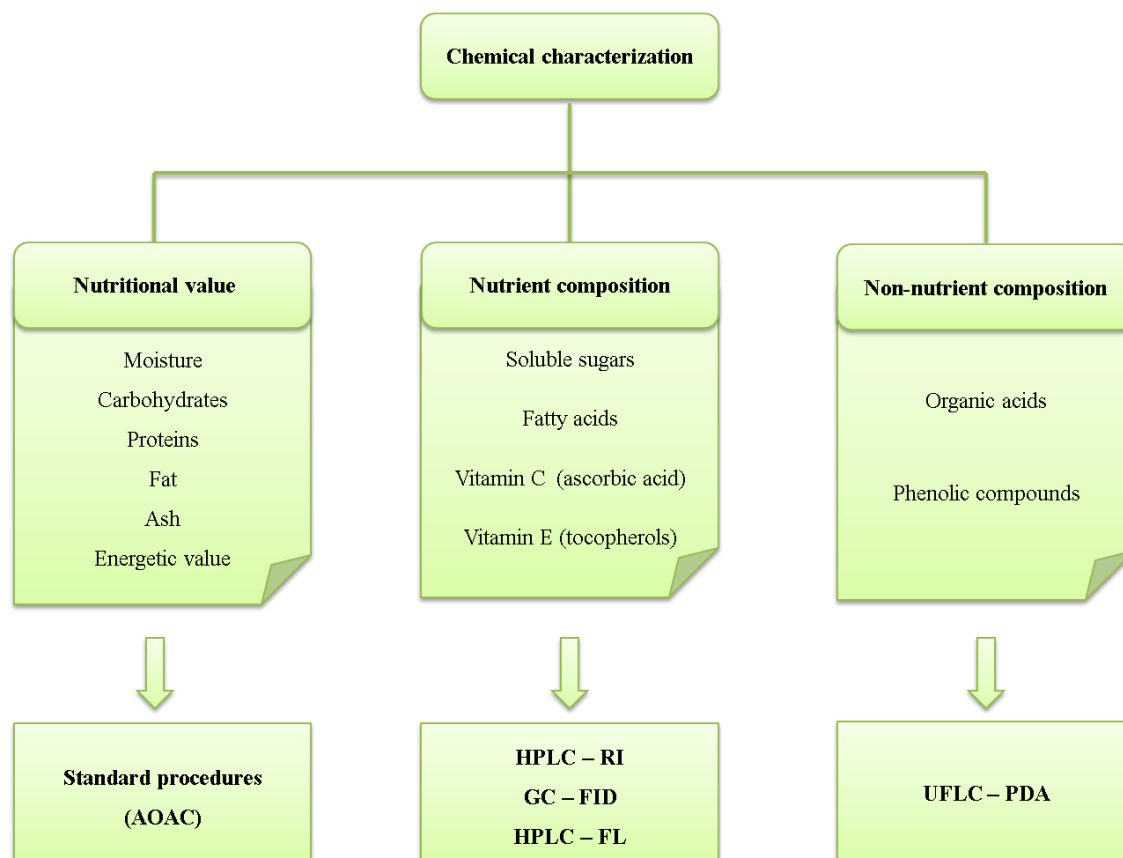 Chemical characterization
Nutritional value
Moisture
Carbohydrates
Proteins
Fat
Ash
Energetic value
Standard procedures
(AOAC)
Nutrient composition
Soluble sugars
Fatty acids
Vitamin C (ascorbic acid)
Vitamin E (tocopherols)
HPLC – RI
GC – FID
HPLC – FL
Non-nutrient composition
Organic acids
Phenolic compounds
UFLC – PDA